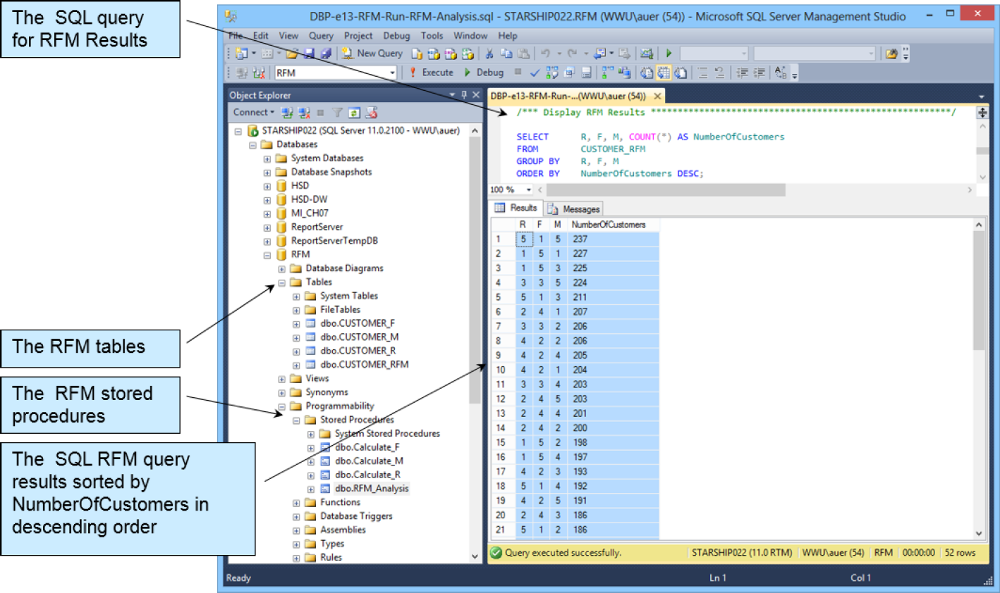 The  SQL query
for RFM Results
The RFM tables
The  RFM stored
procedures
The  SQL RFM query
results sorted by
NumberOfCustomers in
descending order
DBP-e13-RFM-Run-RFM-Analysis.sql - STARSHIP022.RFM (WWU\auer (54)) - Microsoft SQL Server Management Studio
File Edit View Query Project Debug Tools Window Help
New Query
RFM Execute Debug
Object Explorer
Connect
STARSHIP022 (SQL Server 11.0.2100 - WWU\auer)
Databases
System Databases
Database Snapshots
HSD
HSD-DW
MI_CH07
ReportServer
ReportServerTempDB
RFM
Database Diagrams
Tables
System Tables
FileTables
dbo.CUSTOMER_F
dbo.CUSTOMER_M
dbo.CUSTOMER_R
dbo.CUSTOMER_RFM
Views
Synonyms
Programmability
Stored Procedures
System Stored Procedures
dbo.Calculate_F
dbo.Calculate_M
dbo.Calculate_R
dbo.RFM_Analysis
Functions
Database Triggers
Assemblies
Types
Rules
DBP-e13-RFM-Run-...(WWU\auer (54))
/*** Display RFM Results ********************************************************/
SELECT R, F, M, COUNT(*) AS NumberOfCustomers
FROM CUSTOMER_RFM
GROUP BY R, F, M
ORDER BY NumberOfCustomers DESC;
100 %
Results Messages
R F M NumberOfCustomers
1 5 1 5 237
2 1 5 1 227
3 1 5 3 225
4 3 3 5 224
5 5 1 3 211
6 2 4 1 207
7 3 3 2 206
8 4 2 2 206
9 4 2 4 205
10 4 2 1 204
11 3 3 4 203
12 2 4 5 203
13 2 4 4 201
14 2 4 2 200
15 1 5 2 198
16 1 5 4 197
17 4 2 3 193
18 5 1 4 192
19 4 2 5 191
20 2 4 3 186
21 5 1 2 186
Query executed successfully. STARSHIP022 (11.0 RTM) WWU\auer (54) RFM 00:00:00 52 rows
Ready Ln 1 Col 1